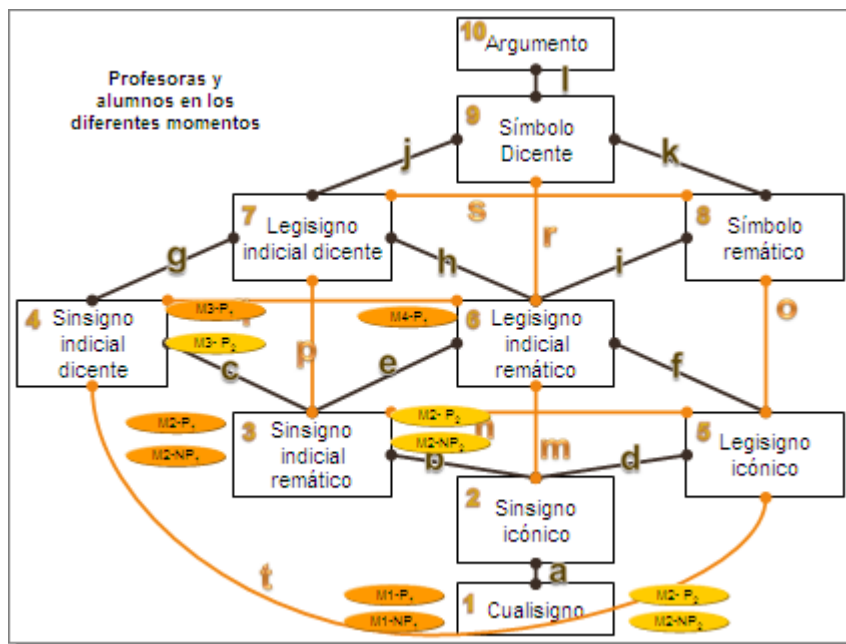 10
Argumento
Profesoras y
alumnos en los
diferentes momentos
l
9
Símbolo
Dicente
j
k
7
Legisigno
indicial dicente
s
8
Símbolo
remático
g
h
r
i
4
Sinsigno
indicial
dicente
M3-P₁
M3- P₂
M4-P₁
6
Legisigno
indicial
remático
o
p
c
e
f
M2-P₁
M2-NP₁
3
Sinsigno
indicial
remático
M2- P₂
M2-NP₂
n
m
b
d
5
Legisigno
icónico
2
Sinsigno
icónico
t
a
M1-P₁
M1-NP₁
1
Cualisigno
M2- P₂
M2-NP₂